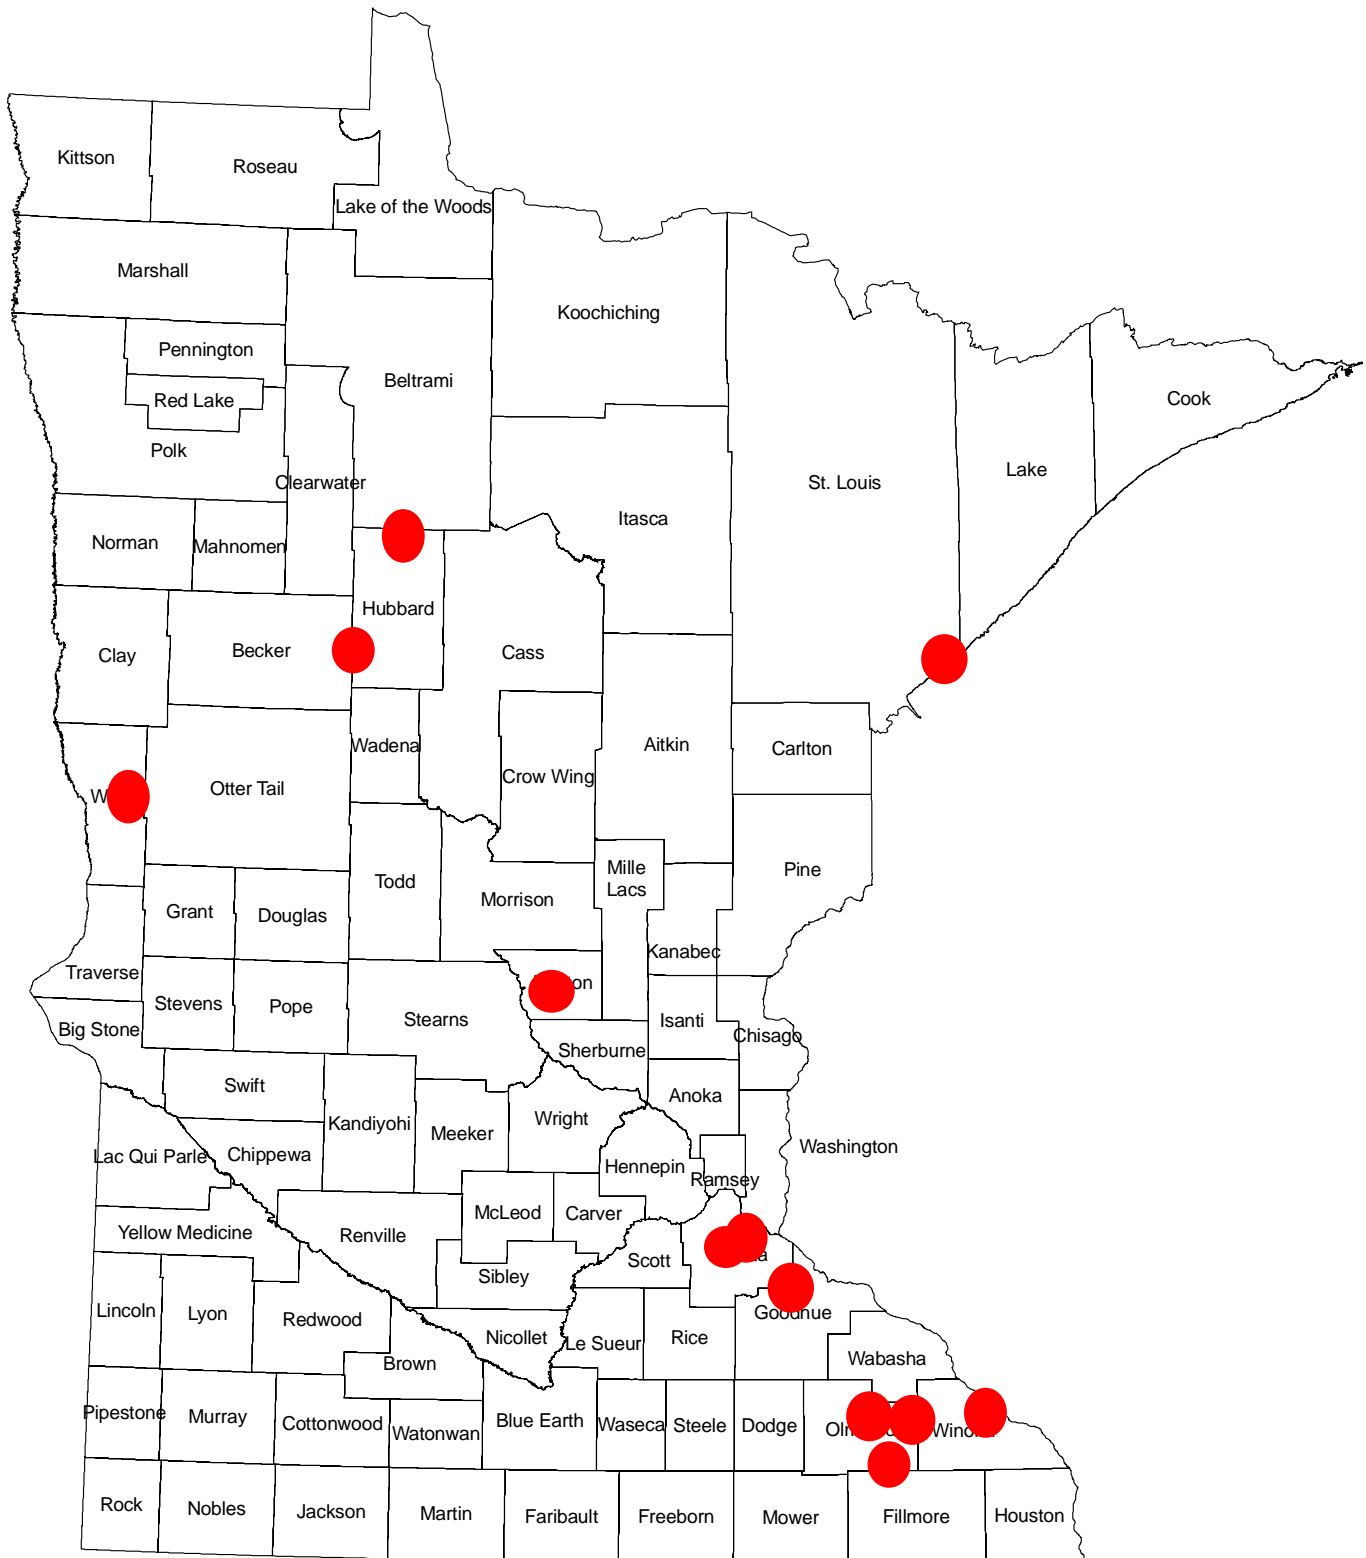 Kittson
Roseau
Lake of the Woods
Marshall
Koochiching
Pennington
Beltrami
Red Lake
Cook
Polk
Lake
Clearwater
St. Louis
Itasca
Norman
Mahnomen
Hubbard
Becker
Clay
Cass
Wadena
Aitkin
Carlton
Crow Wing
Otter Tail
W
Mille
Lacs
Pine
Todd
Morrison
Grant
Douglas
Kanabec
Traverse
on
Stevens
Pope
Stearns
Isanti
Big Stone
Chisago
Sherburne
Swift
Anoka
Wright
Kandiyohi
Meeker
Washington
Lac Qui Parle
Chippewa
Hennepin
Ramsey
McLeod
Carver
Yellow Medicine
Renville
Scott
a
Sibley
Lincoln
Lyon
Redwood
Goodhue
Nicollet
Le Sueur
Rice
Brown
Wabasha
Pipestone
Murray
Cottonwood
Watonwan
Blue Earth
Waseca
Steele
Dodge
Ol
Winona
Rock
Nobles
Jackson
Martin
Faribault
Freeborn
Mower
Fillmore
Houston